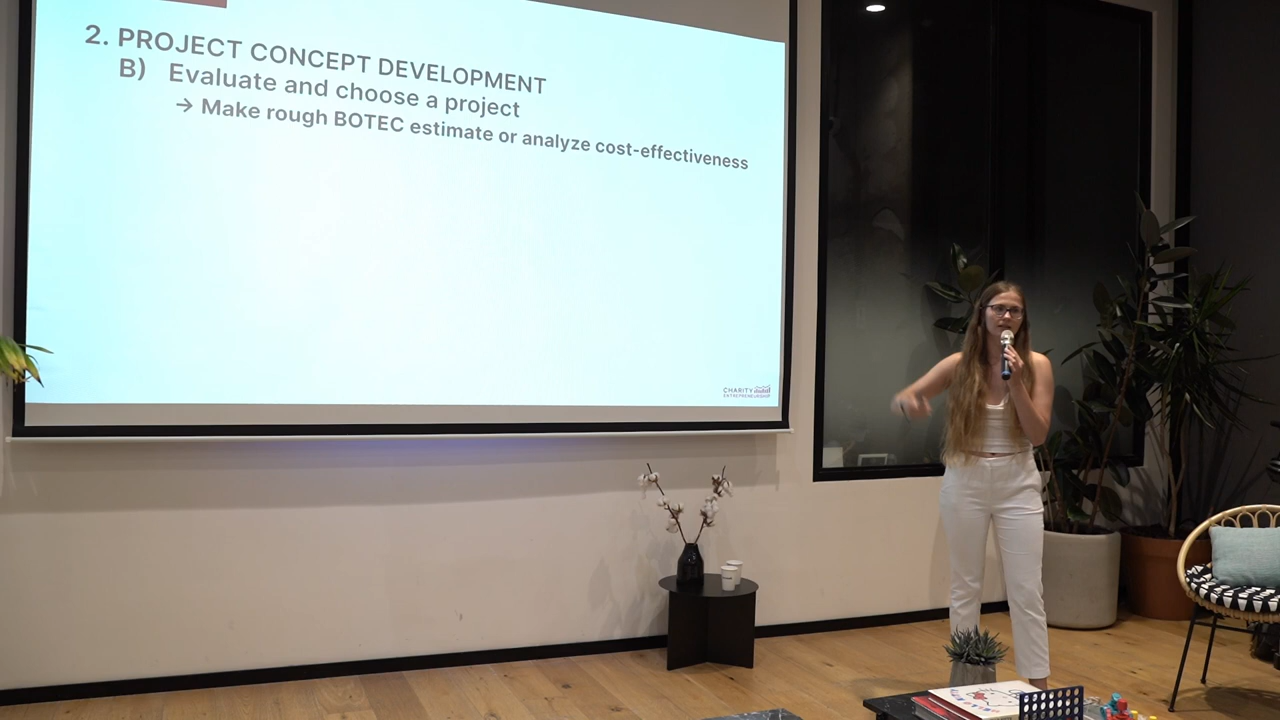 2. PROJECT CONCEPT DEVELOPMENT
B) Evaluate and choose a project
→ Make rough BOTEC estimate or analyze cost-effectiveness
CHARITY
ENTREPRENEURSHIP